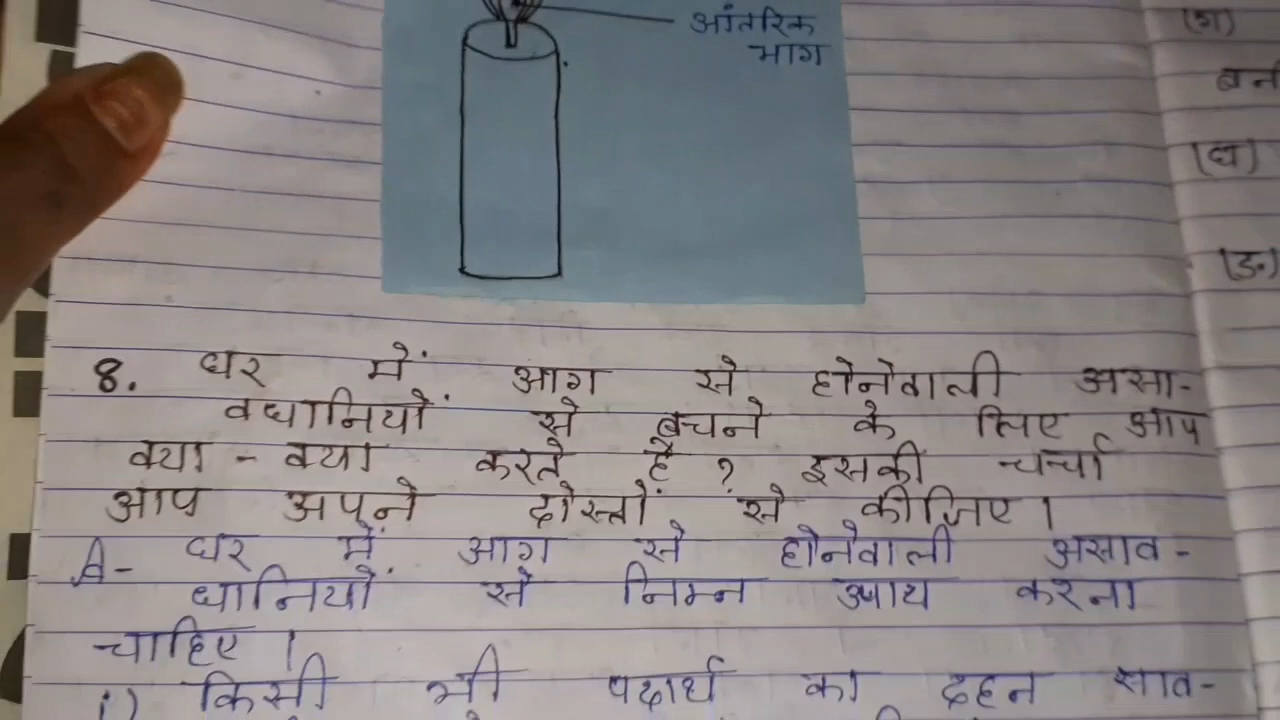 आंतरिक
भाग
(ग)
(घ)
(ङ)
8. घर में आग से होनेवाली असा-
वधानियों से बचने के लिए आप
क्या - क्या करते हैं ? इसकी चर्चा
आप अपने दोस्तों से कीजिए ।
A- घर में आग से होनेवाली असाव-
धानियों से निम्न उपाय करना
चाहिए ।
i) किसी भी पदार्थ का दहन साव-